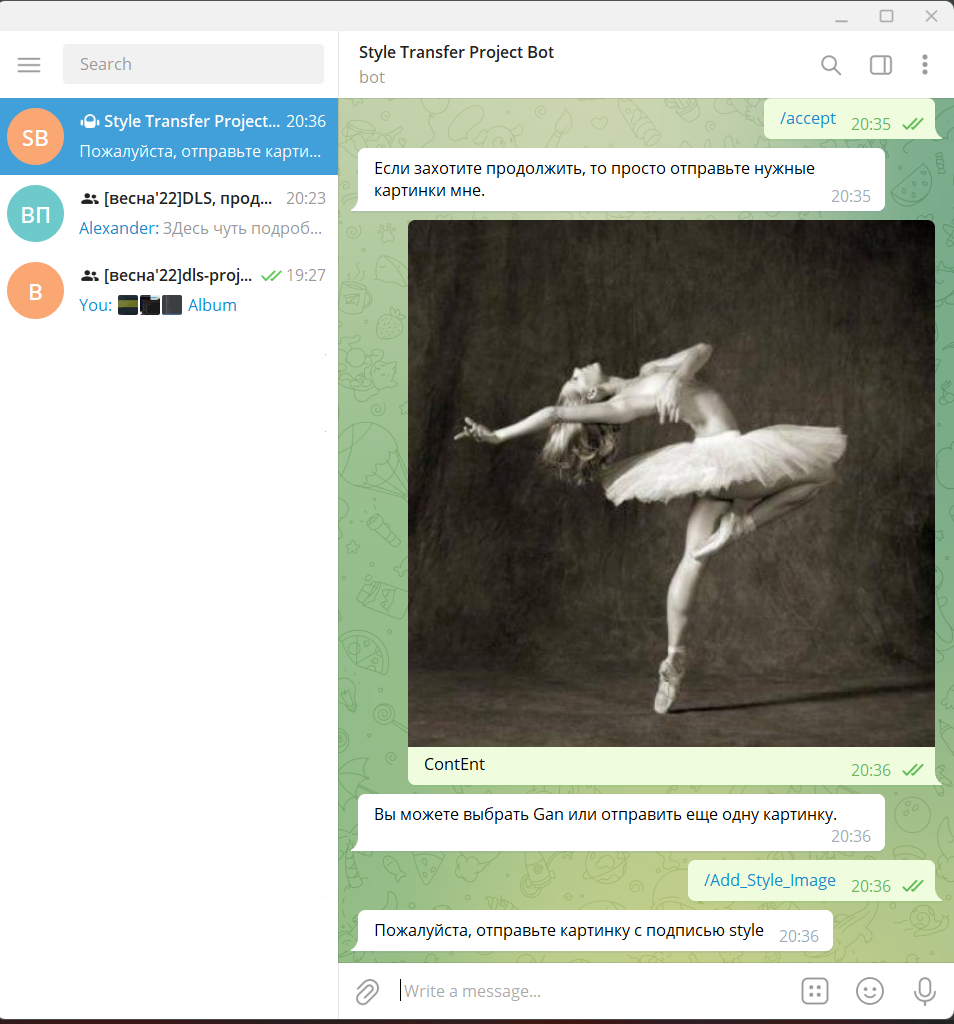 Search
SB
Style Transfer Project... 20:36
Пожалуйста, отправьте карти...
ВП
[весна'22]DLS, прод... 20:23
Alexander: ЗДесь чуть подроб...
В
[весна'22]dls-proj... 19:27
You: Album
Style Transfer Project Bot
bot
/accept 20:35
Если захотите продолжить, то просто отправьте нужные
картинки мне. 20:35
ContEnt 20:36
Вы можете выбрать Gan или отправить еще одну картинку.
20:36
/Add_Style_Image 20:36
Пожалуйста, отправьте картинку с подписью style 20:36
Write a message...